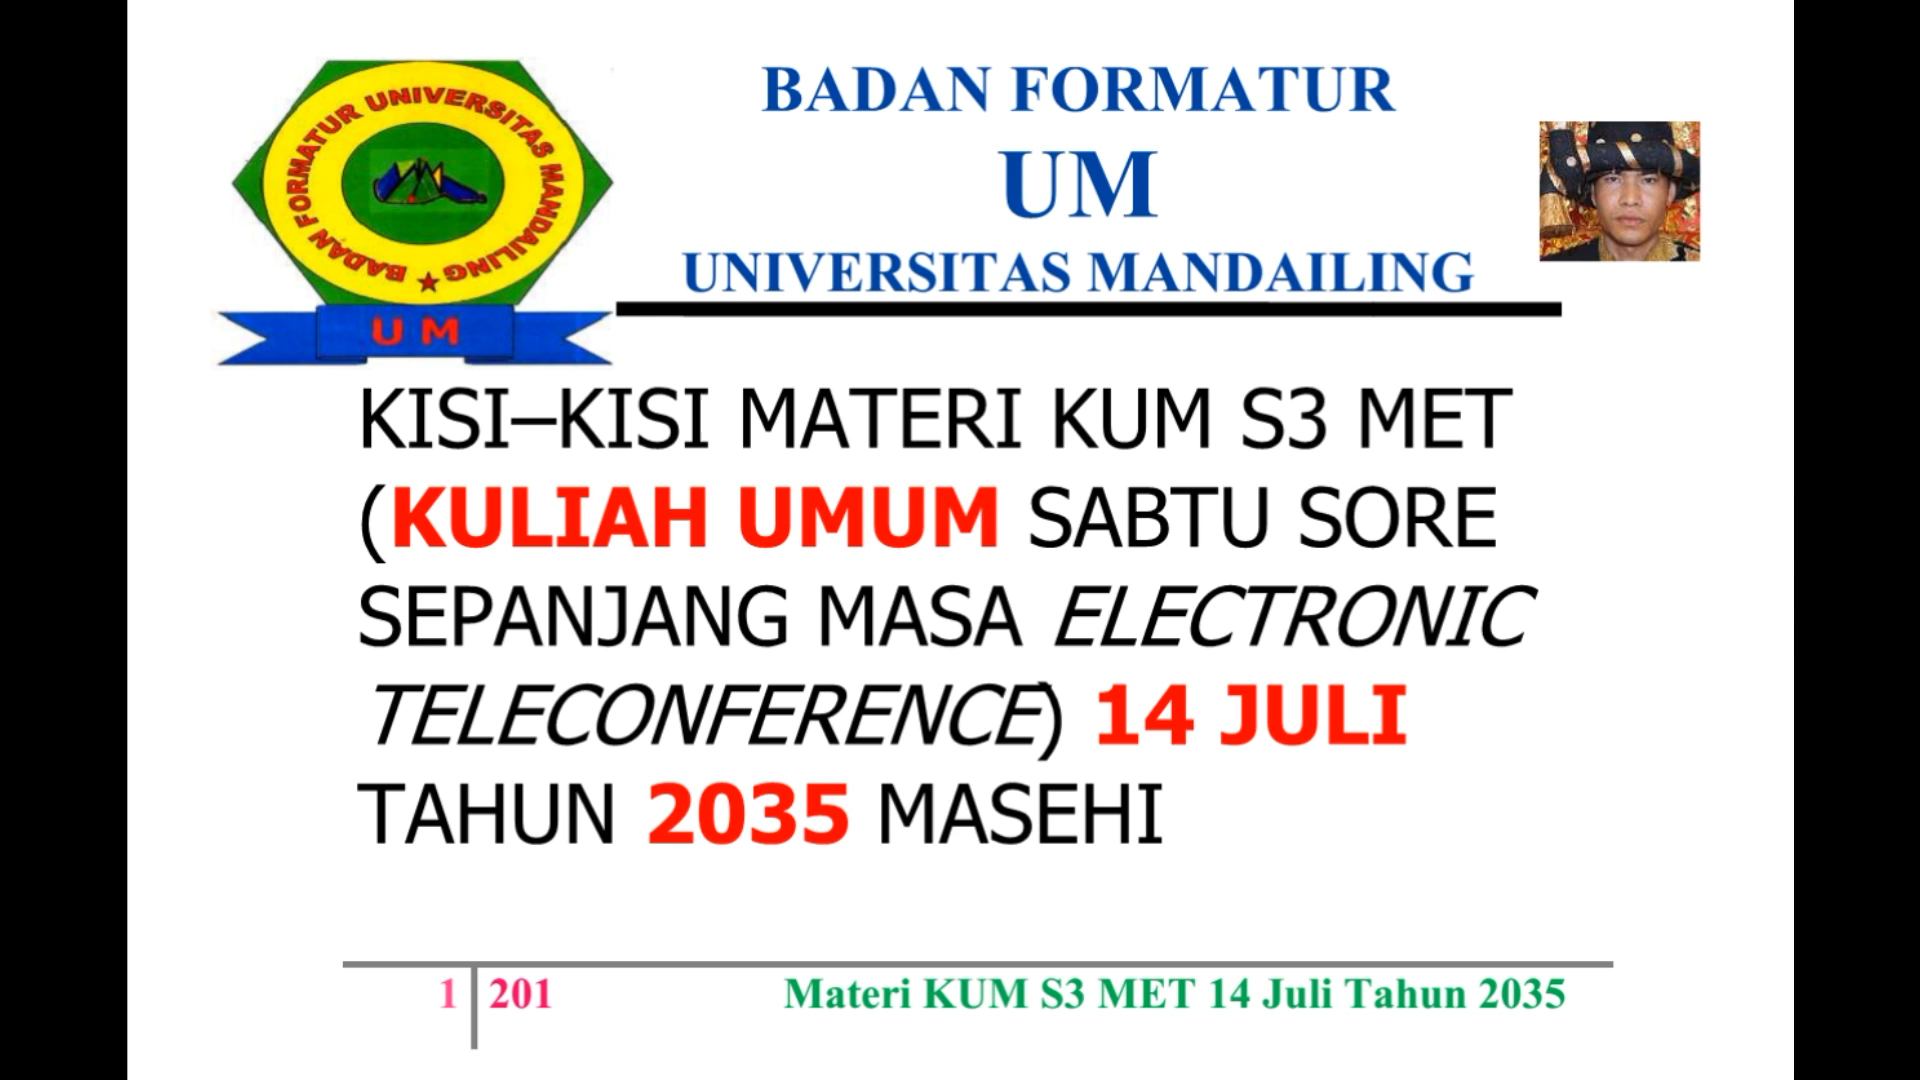 BADAN FORMATUR UNIVERSITAS MANDAILING
UM
BADAN FORMATUR
UM
UNIVERSITAS MANDAILING
KISI–KISI MATERI KUM S3 MET
(KULIAH UMUM SABTU SORE
SEPANJANG MASA ELECTRONIC
TELECONFERENCE) 14 JULI
TAHUN 2035 MASEHI
1 201
Materi KUM S3 MET 14 Juli Tahun 2035